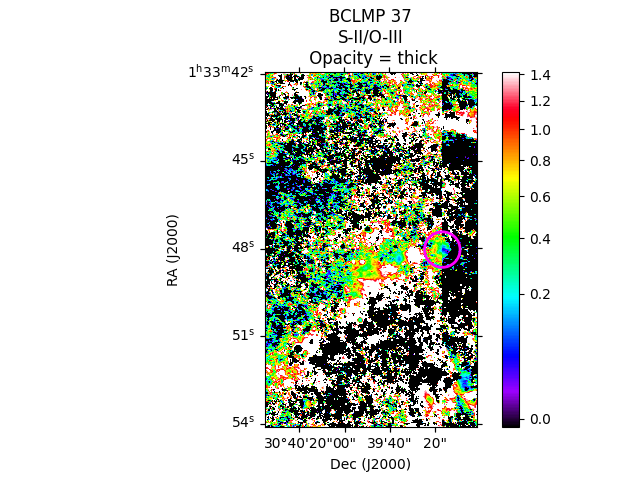 BCLMP 37
S-II/O-III
Opacity = thick
1h33m42s
45s
48s
51s
54s
RA (J2000)
30°40'20"00" 39'40" 20"
Dec (J2000)
1.4
1.2
1.0
0.8
0.6
0.4
0.2
0.0